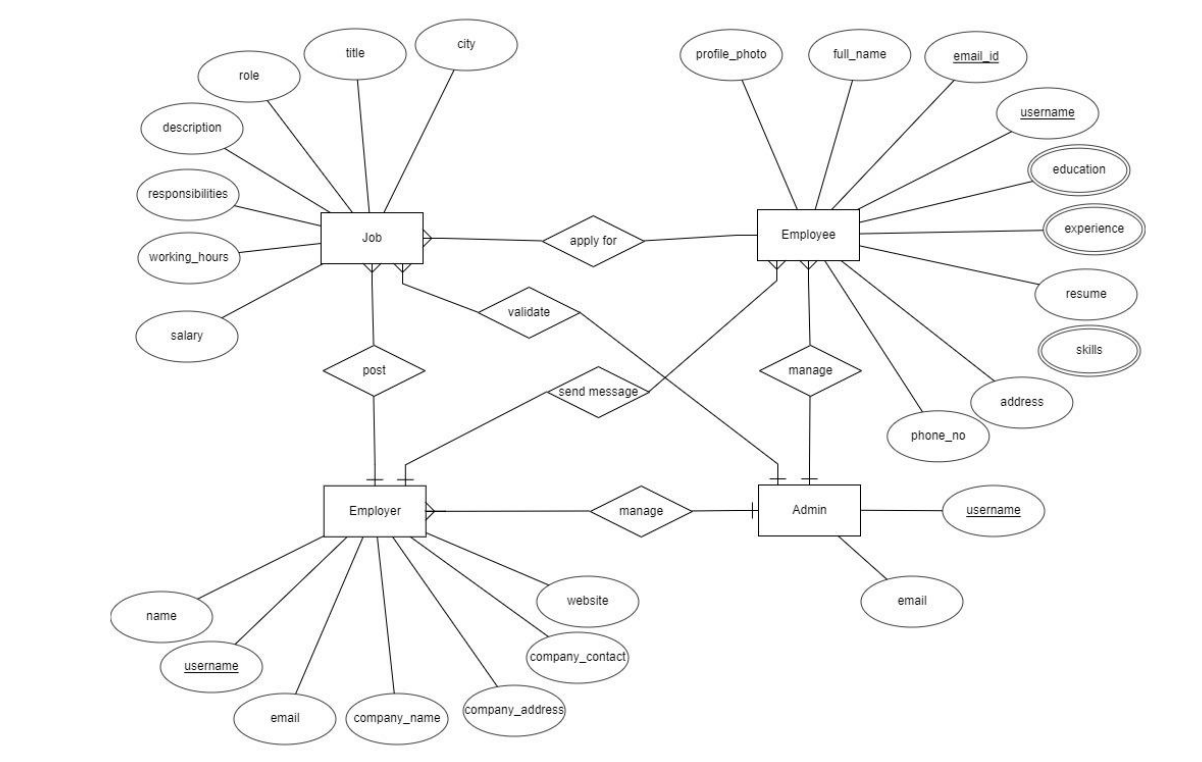 city
title
role
description
responsibilities
working_hours
salary
Job
profile_photo
full_name
email_id
username
education
experience
resume
skills
address
phone_no
Employee
apply for
validate
post
send message
manage
Employer
manage
Admin
username
email
name
username
email
company_name
company_address
company_contact
website